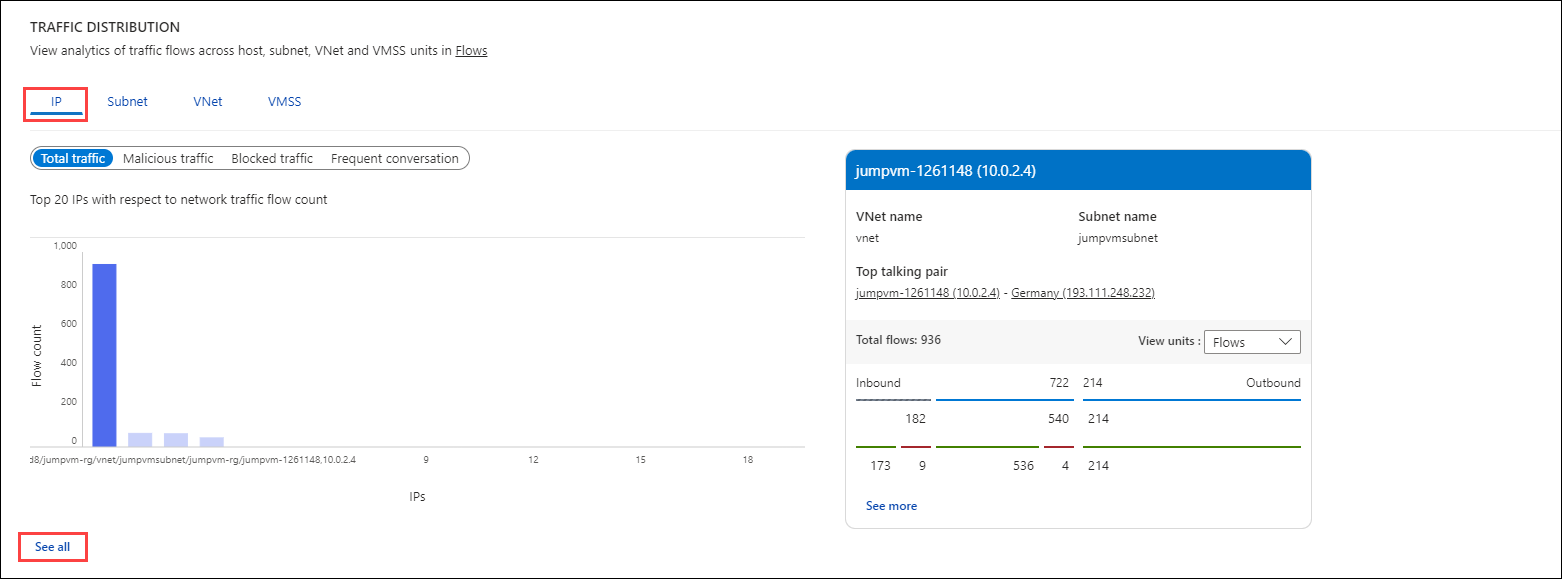 TRAFFIC DISTRIBUTION
View analytics of traffic flows across host, subnet, VNet and VMSS units in Flows
IP Subnet VNet VMSS
Total traffic Malicious traffic Blocked traffic Frequent conversation
Top 20 IPs with respect to network traffic flow count
1,000
800
600
400
200
0
Flow count
d8/jumpvm-rg/vnet/jumpvmsubnet/jumpvm-rg/jumpvm-1261148,10.0.2.4 9 12 15 18
IPs
See all
jumpvm-1261148 (10.0.2.4)
VNet name Subnet name
vnet jumpvmsubnet
Top talking pair
jumpvm-1261148 (10.0.2.4) - Germany (193.111.248.232)
Total flows: 936 View units : Flows
Inbound 722 214 Outbound
182 540 214
173 9 536 4 214
See more